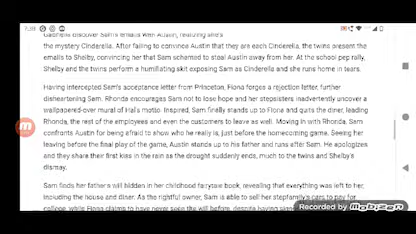 7:39
Gabriella discover Sam's emails with Austin, realizing she's
the mystery Cinderella. After failing to convince Austin that they are each Cinderella, the twins present the
emails to Shelby, convincing her that Sam schemed to steal Austin away from her. At the school pep rally,
Shelby and the twins perform a humiliating skit exposing Sam as Cinderella and she runs home in tears.
Having intercepted Sam's acceptance letter from Princeton, Fiona forges a rejection letter, further
disheartening Sam. Rhonda encourages Sam not to lose hope and her stepsisters inadvertently uncover a
wallpapered-over mural of Hal's motto. Inspired, Sam finally stands up to Fiona and quits the diner, leading
Rhonda, the rest of the employees and even the customers to leave as well. Moving in with Rhonda, Sam
confronts Austin for being afraid to show who he really is, just before the homecoming game. Seeing her
leaving before the final play of the game, Austin stands up to his father and runs after Sam. He apologizes
and they share their first kiss in the rain as the drought suddenly ends, much to the twins and Shelby's
dismay.
Sam finds her father's will hidden in her childhood fairytale book, revealing that everything was left to her,
including the house and diner. As the rightful owner, Sam is able to sell her stepfamily's cars to pay for
college, while Fiona claims to have never seen the will before, despite having signed
Recorded by
MOBIZEN